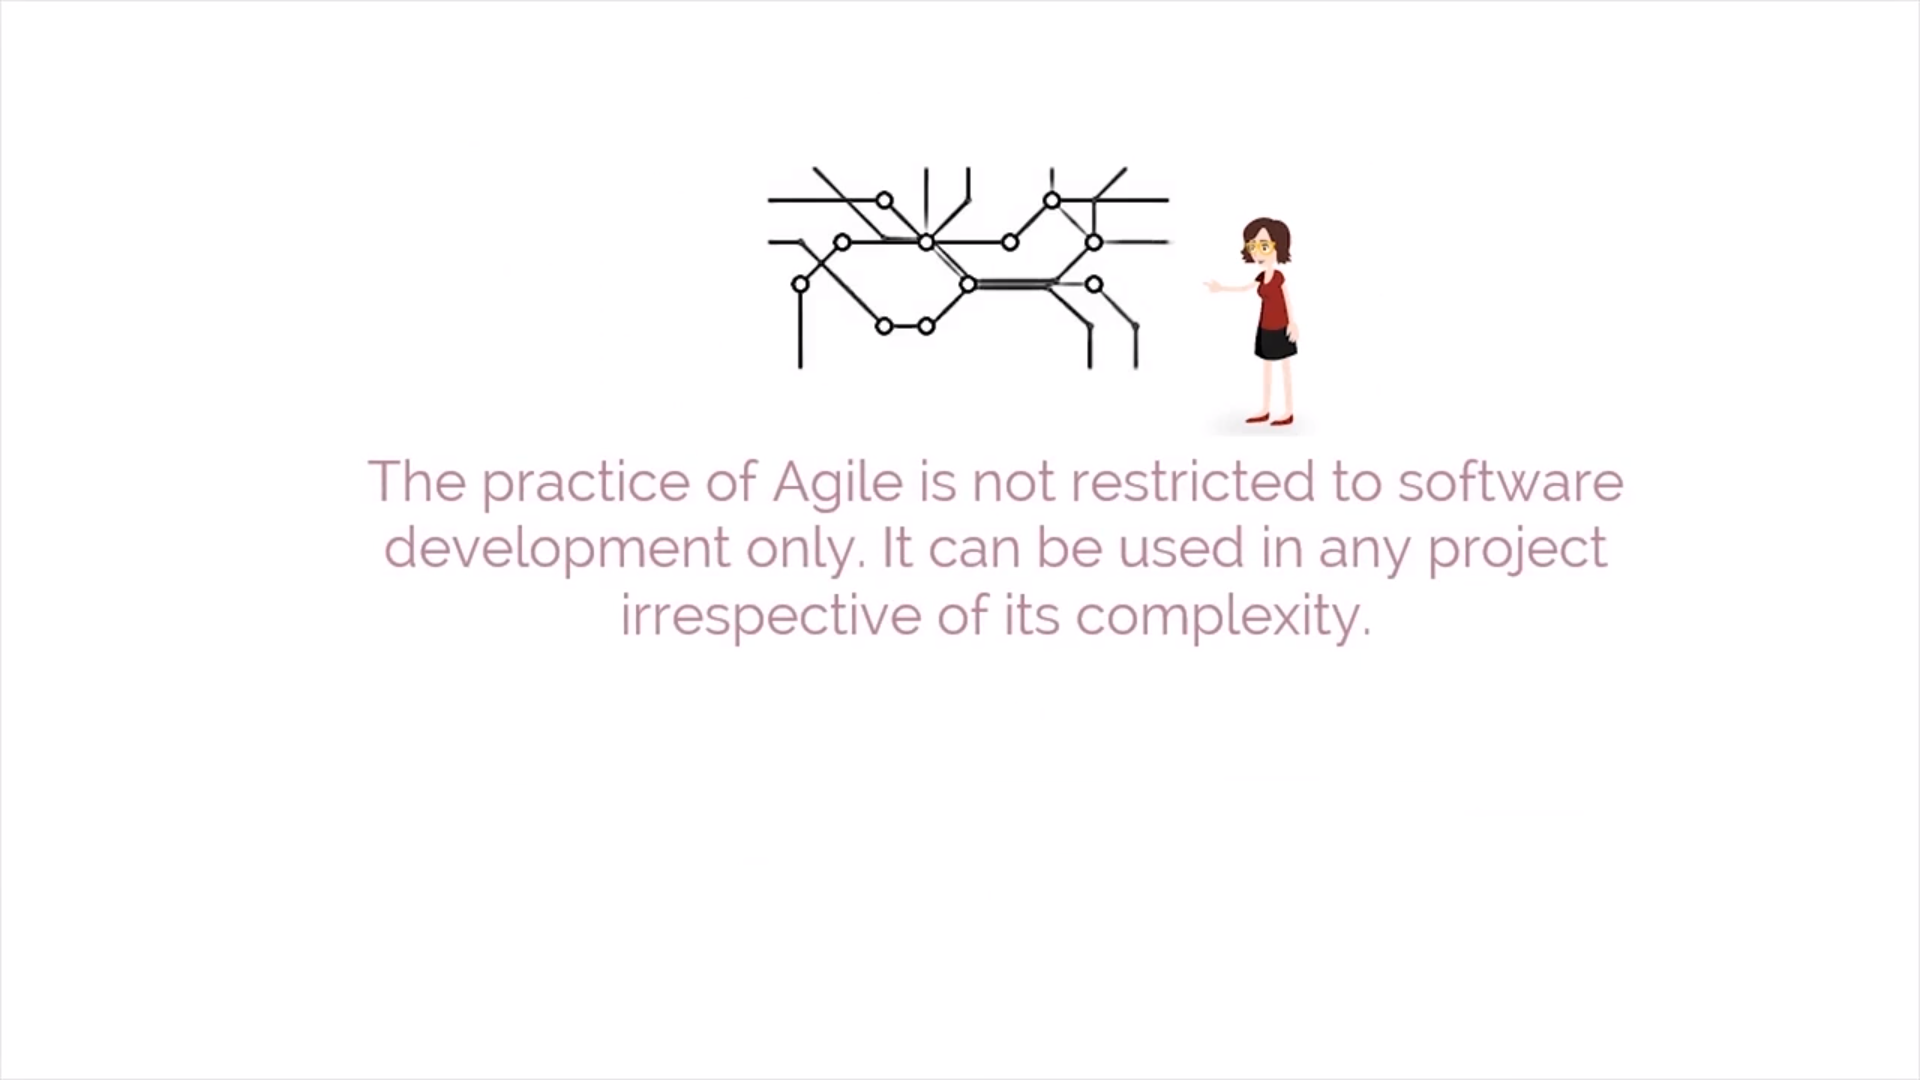 The practice of Agile is not restricted to software
development only. It can be used in any project
irrespective of its complexity.